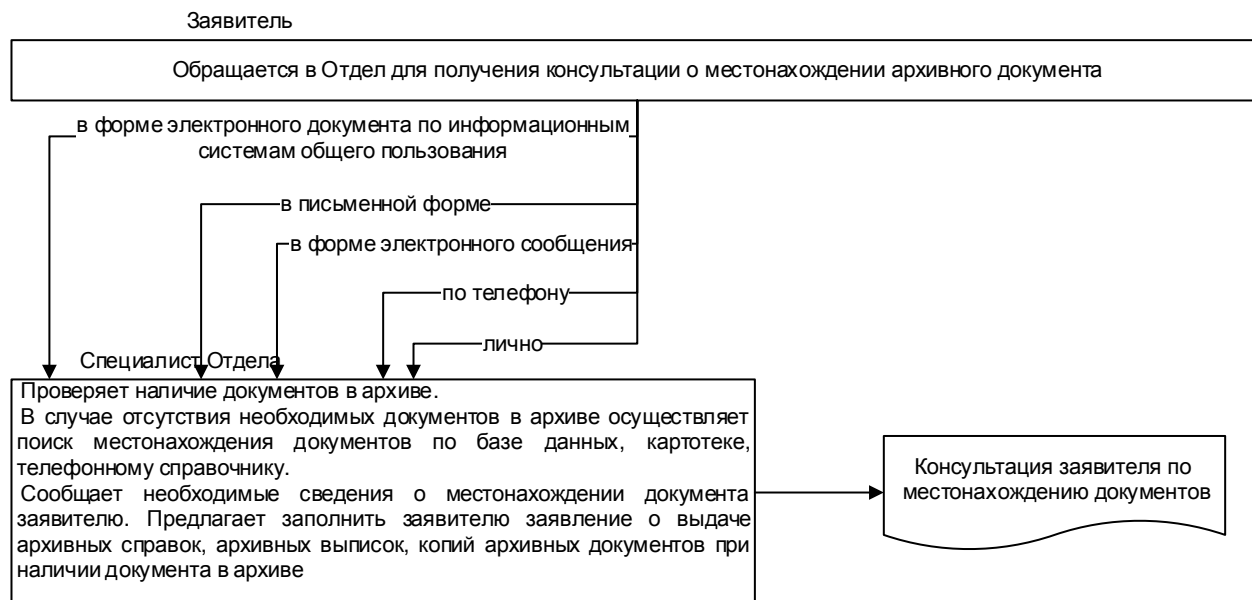 Заявитель
Обращается в Отдел для получения консультации о местонахождении архивного документа
в форме электронного документа по информационным
системам общего пользования
в письменной форме
в форме электронного сообщения
по телефону
лично
Специалист Отдела
Проверяет наличие документов в архиве.
В случае отсутствия необходимых документов в архиве осуществляет
поиск местонахождения документов по базе данных, картотеке,
телефонному справочнику.
Сообщает необходимые сведения о местонахождении документа
заявителю. Предлагает заполнить заявителю заявление о выдаче
архивных справок, архивных выписок, копий архивных документов при
наличии документа в архиве
Консультация заявителя по
местонахождению документов